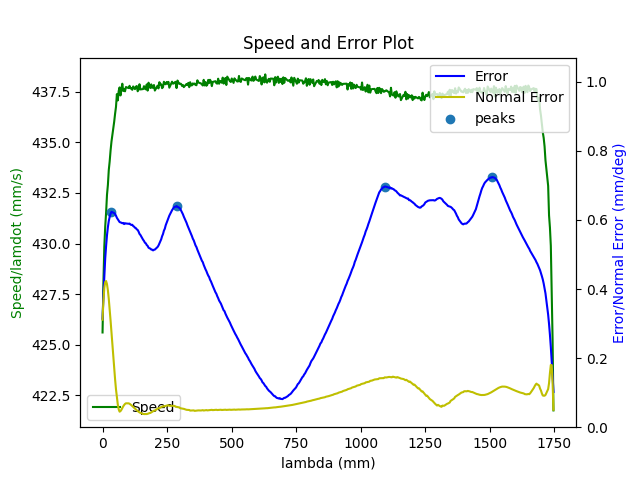 Speed and Error Plot
Error
Normal Error
peaks
Speed
Speed/lamdot (mm/s)
437.5
435.0
432.5
430.0
427.5
425.0
422.5
1.0
0.8
0.6
0.4
0.2
0.0
Error/Normal Error (mm/deg)
0
250
500
750
1000
1250
1500
1750
lambda (mm)